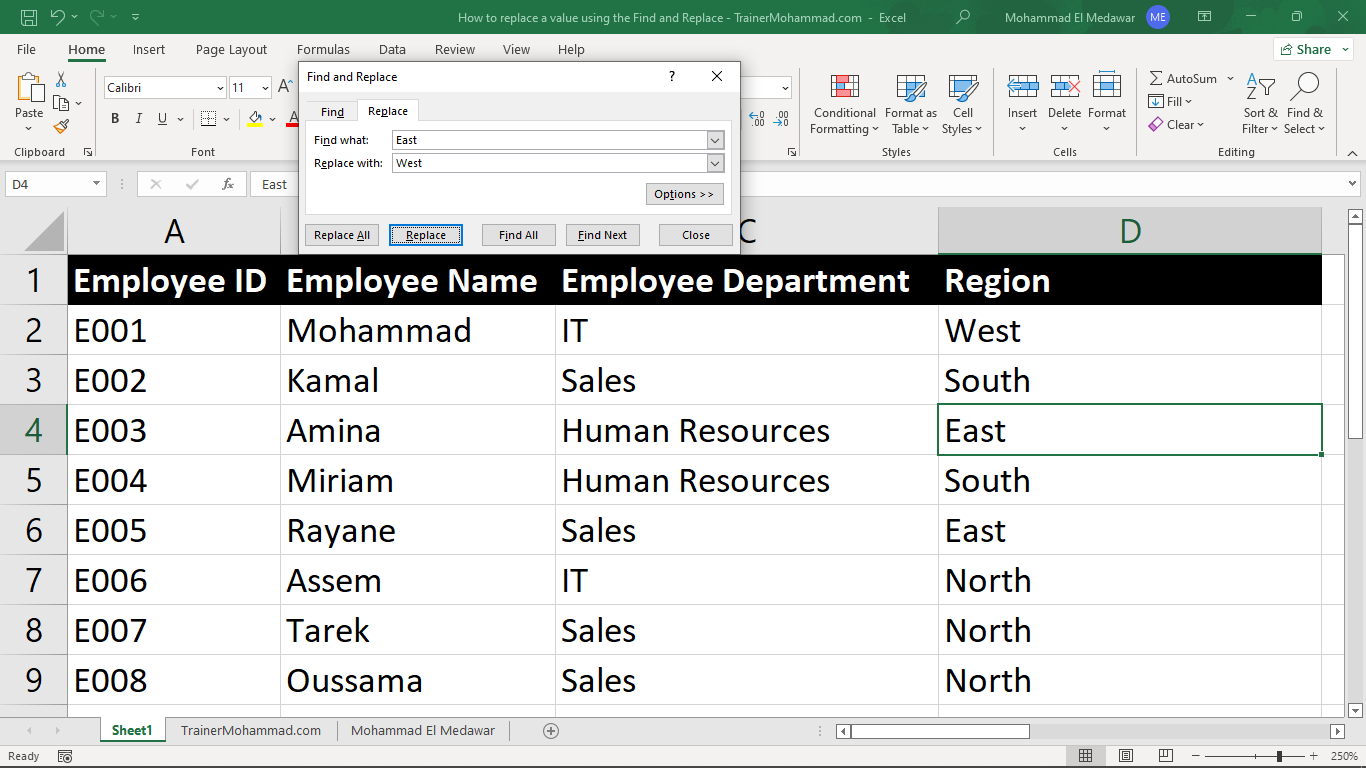 How to replace a value using the Find and Replace - TrainerMohammad.com - Excel Mohammad El Medawar ME
File Home Insert Page Layout Formulas Data Review View Help Share
Find and Replace ? 
Find Replace
Find what: East
Replace with: West
Options >>
Replace All Replace Find All Find Next Close
Paste
Clipboard
Calibri 11 A
B I U A
Font
.00 .00
Conditional Formatting
Format as Table
Cell Styles
Styles
Insert Delete Format
Cells
AutoSum
Fill
Clear
Sort & Filter
Find & Select
Editing
D4 fx East
A C D
1 Employee ID Employee Name Employee Department Region
2 E001 Mohammad IT West
3 E002 Kamal Sales South
4 E003 Amina Human Resources East
5 E004 Miriam Human Resources South
6 E005 Rayane Sales East
7 E006 Assem IT North
8 E007 Tarek Sales North
9 E008 Oussama Sales North
Sheet1 TrainerMohammad.com Mohammad El Medawar
Ready 250%